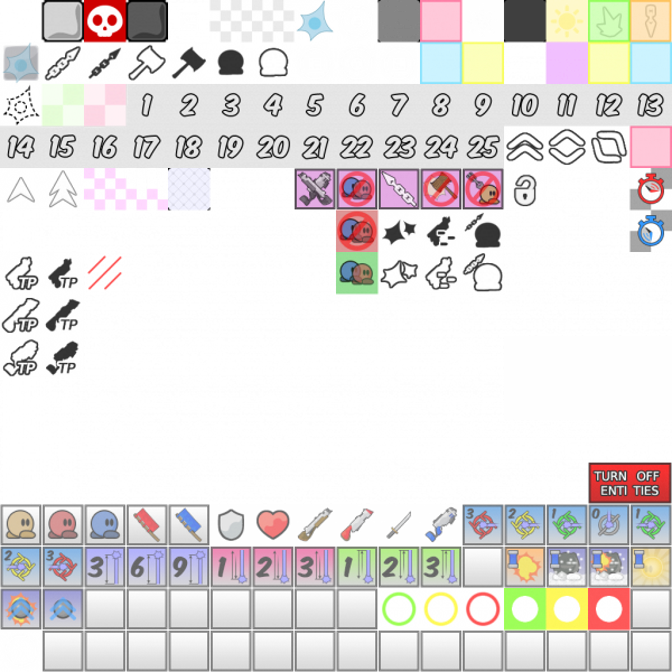 1 2 3 4 5 6 7 8 9 10 11 12 13
14 15 16 17 18 19 20 21 22 23 24 25
TP TP
TP TP
TP TP
TURN OFF
ENTITIES
3 2 1 0 1
2 3 3 6 9 1 2 3 1 2 3